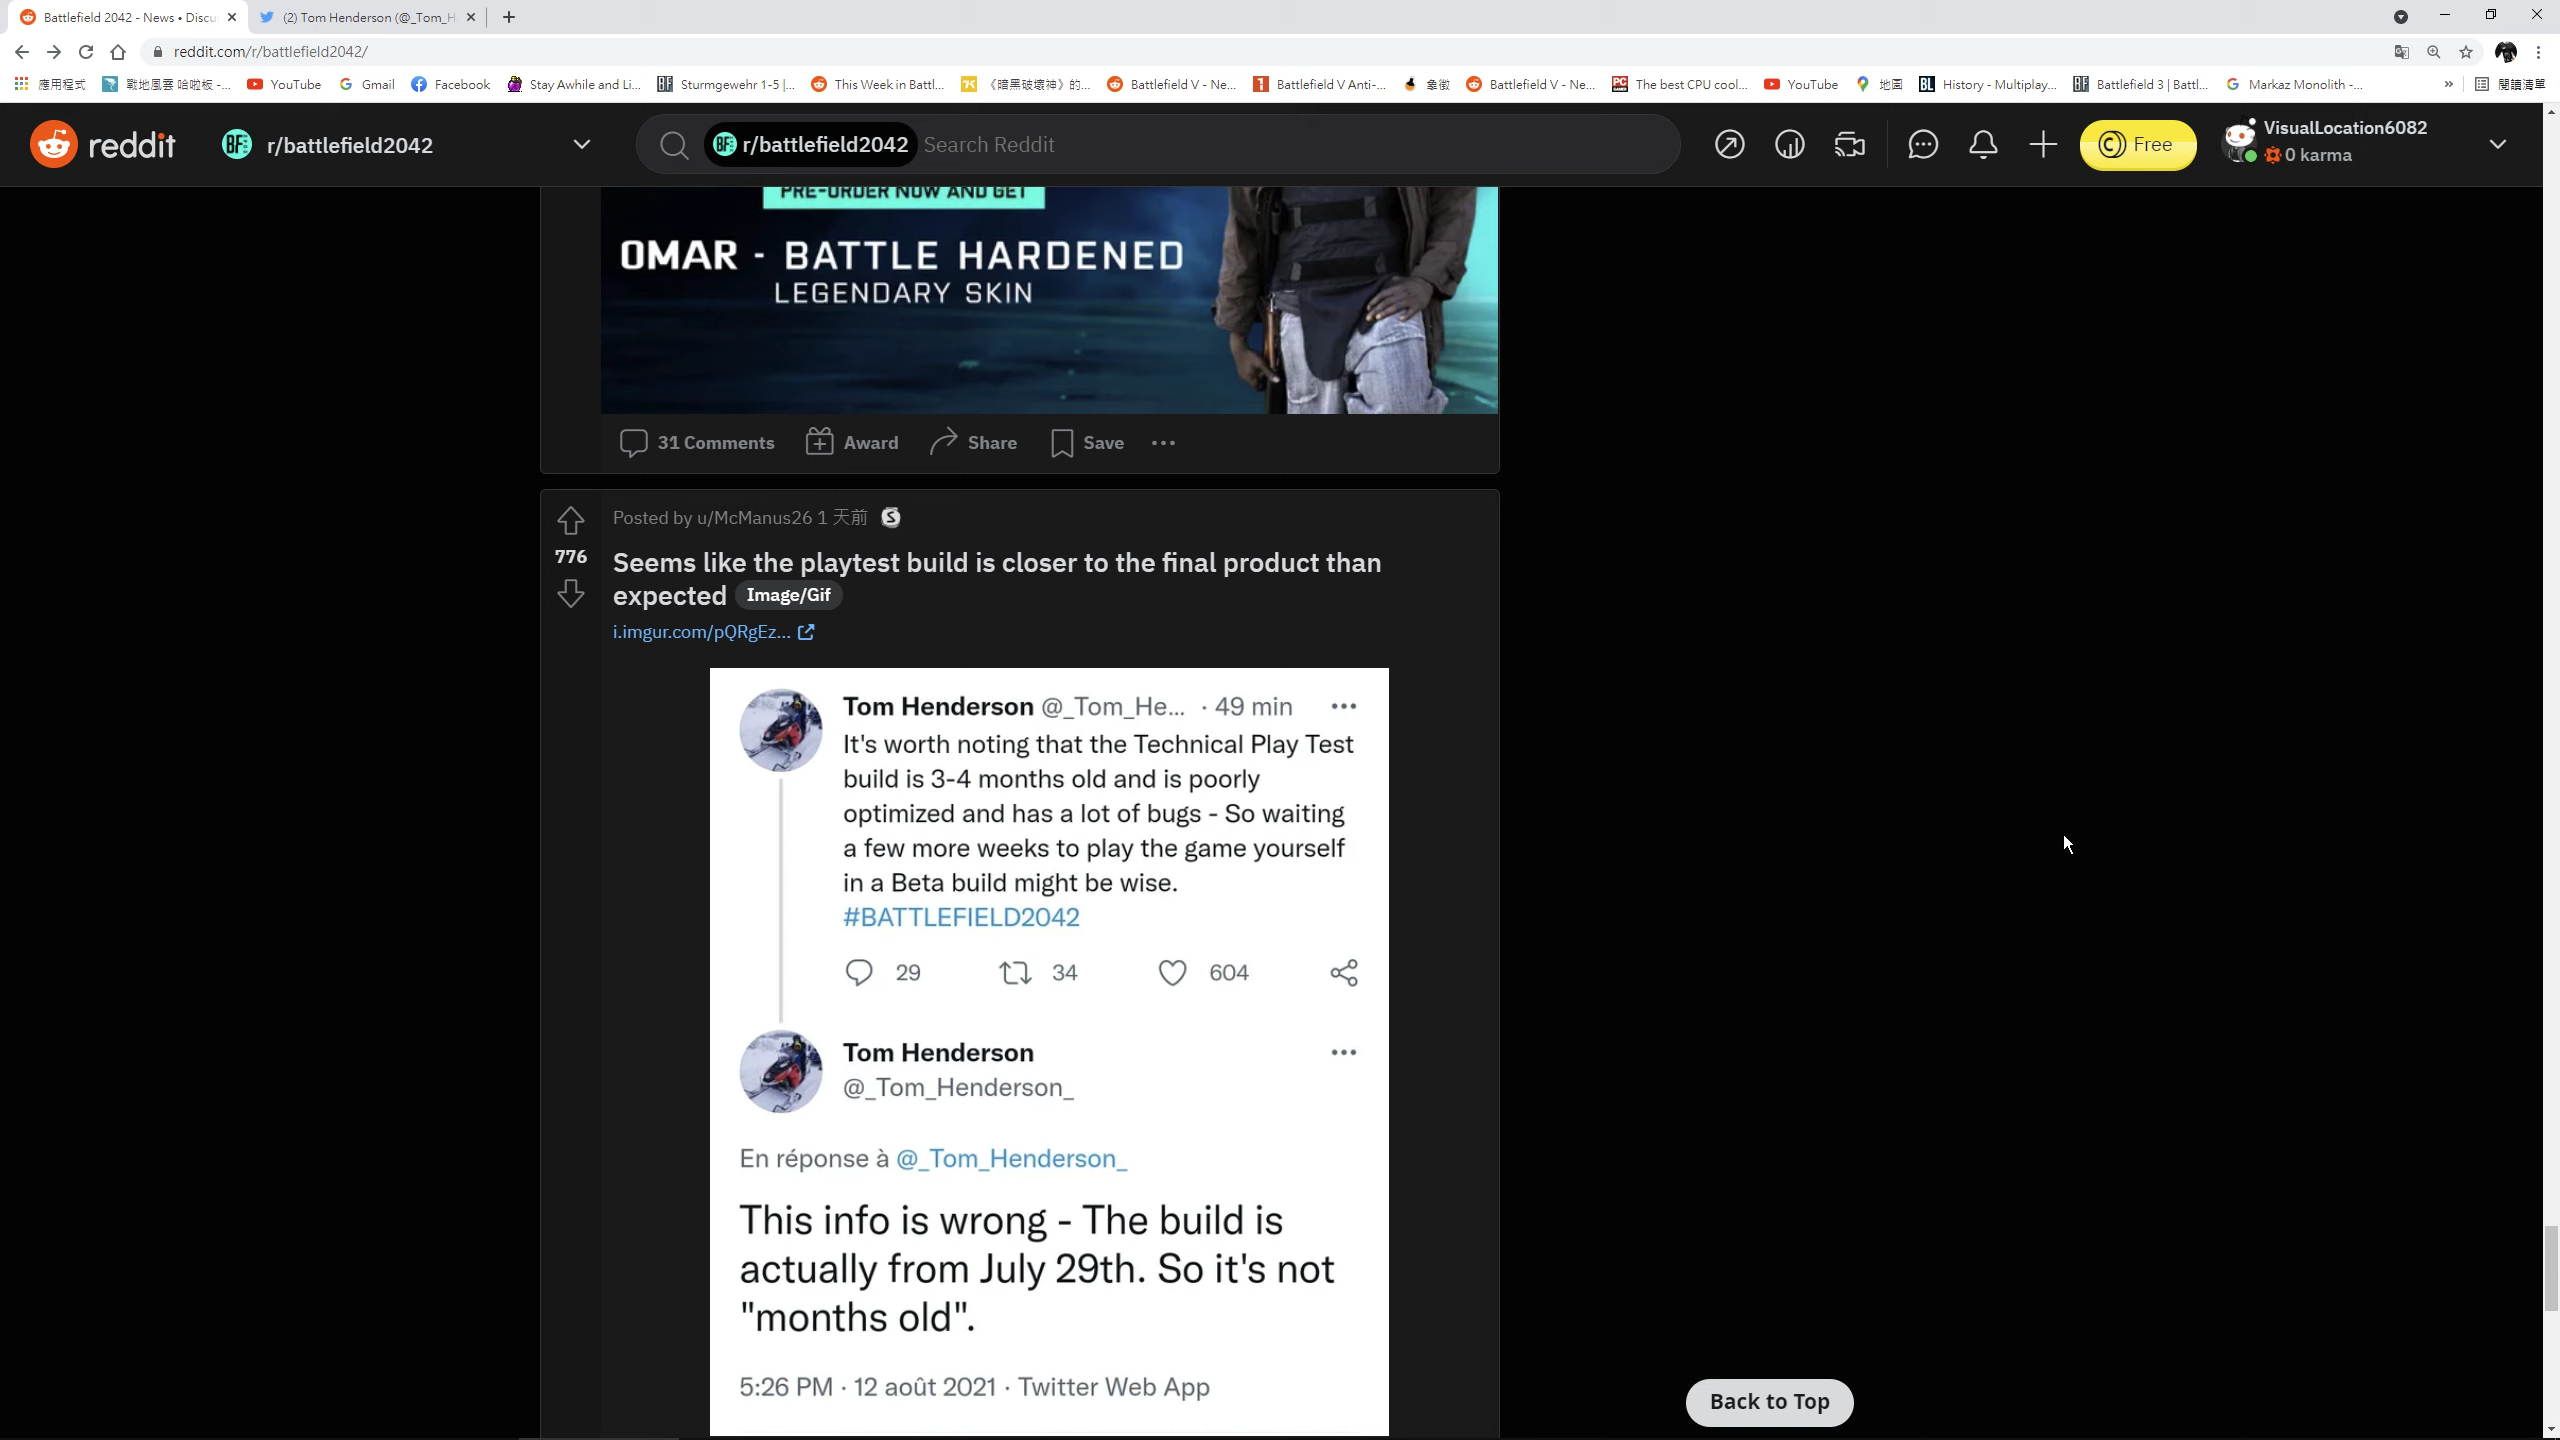 Battlefield 2042 - News • Discu
(2) Tom Henderson (@_Tom_H
reddit.com/r/battlefield2042/
應用程式
戰地風雲 哈啦板 -...
YouTube
Gmail
Facebook
Stay Awhile and Li...
Sturmgewehr 1-5 |...
This Week in Battl...
《暗黑破壞神》的...
Battlefield V - Ne...
Battlefield V Anti-...
象徵
Battlefield V - Ne...
The best CPU cool...
YouTube
地圖
History - Multiplay...
Battlefield 3 | Battl...
Markaz Monolith -...
»
閱讀清單
reddit
r/battlefield2042
r/battlefield2042
Search Reddit
Free
VisualLocation6082
0 karma
PRE-ORDER NOW AND GET
OMAR - BATTLE HARDENED
LEGENDARY SKIN
31 Comments
Award
Share
Save
Posted by u/McManus26 1 天前
776
Seems like the playtest build is closer to the final product than
expected Image/Gif
i.imgur.com/pQRgEz...
Tom Henderson @_Tom_He... · 49 min
It's worth noting that the Technical Play Test
build is 3-4 months old and is poorly
optimized and has a lot of bugs - So waiting
a few more weeks to play the game yourself
in a Beta build might be wise.
#BATTLEFIELD2042
29
34
604
Tom Henderson
@_Tom_Henderson_
En réponse à @_Tom_Henderson_
This info is wrong - The build is
actually from July 29th. So it's not
"months old".
5:26 PM · 12 août 2021 · Twitter Web App
Back to Top